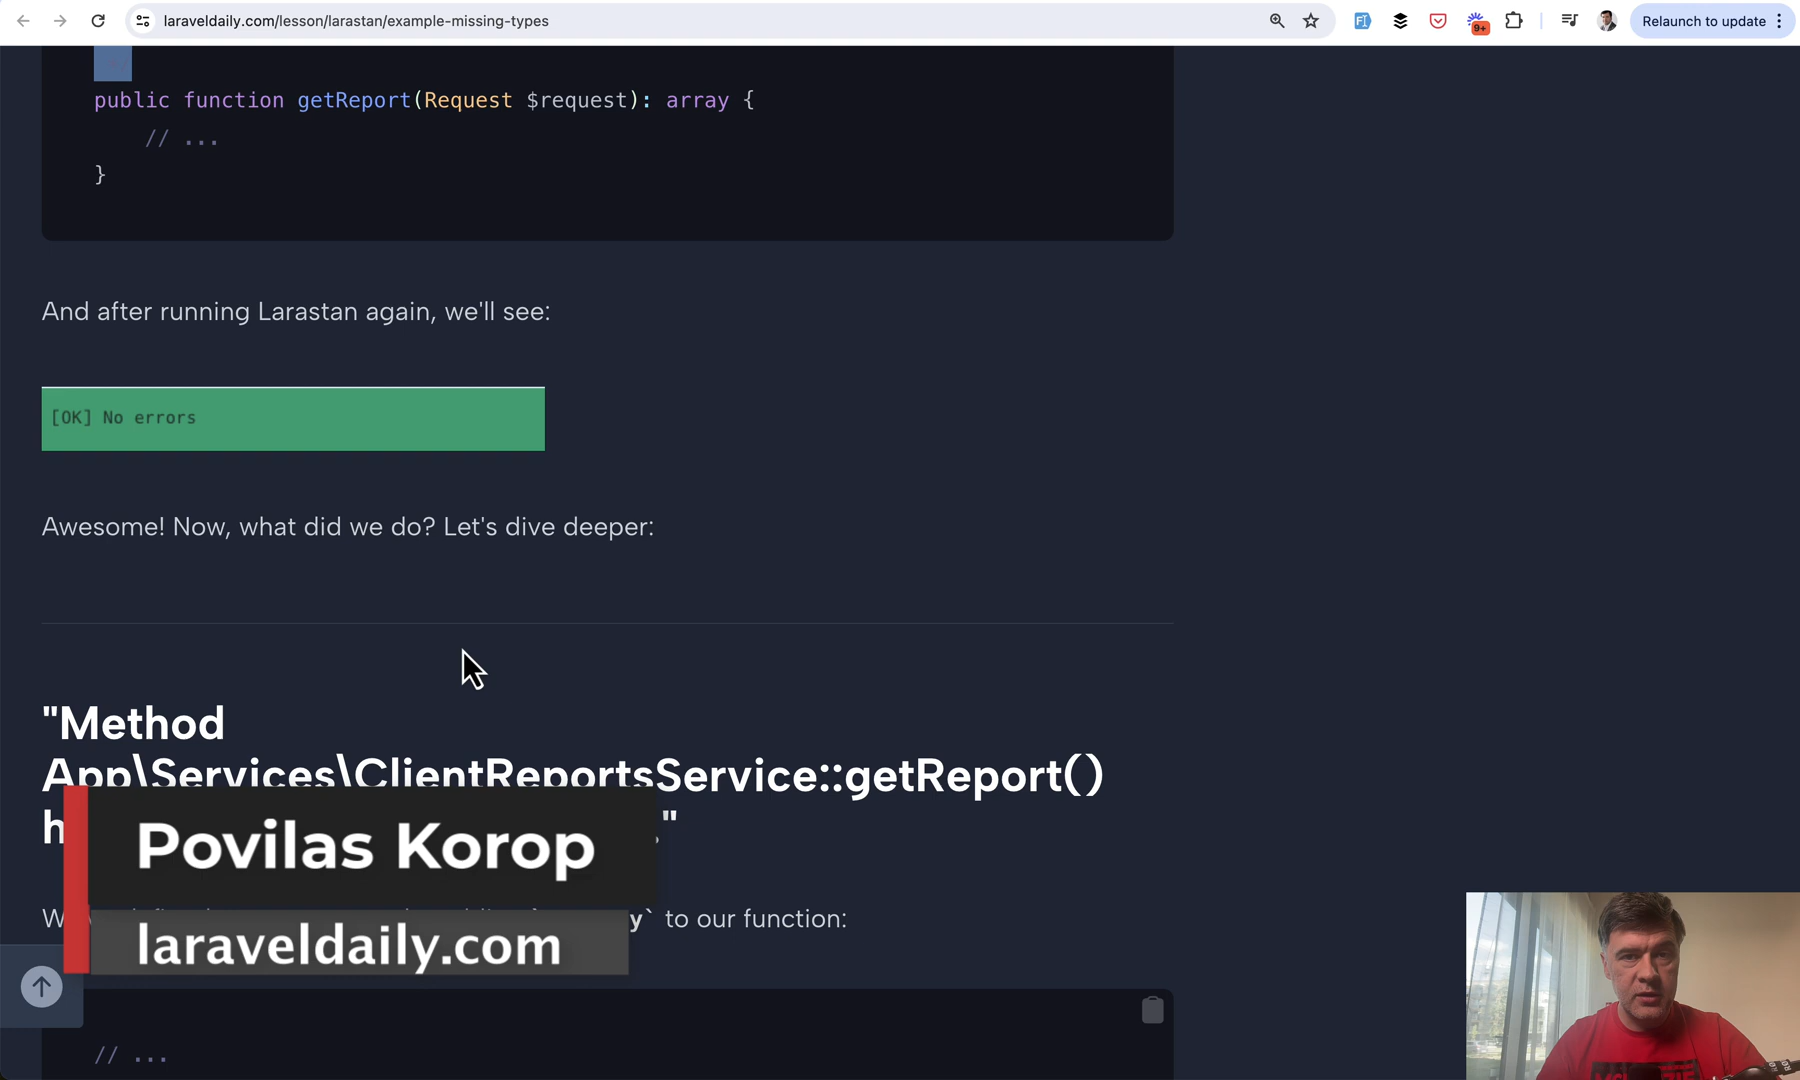 laraveldaily.com/lesson/larastan/example-missing-types
9+
Relaunch to update
public function getReport(Request $request): array {
// ...
}
And after running Larastan again, we'll see:
[OK] No errors
Awesome! Now, what did we do? Let's dive deeper:
"Method
App\Services\ClientReportsService::getReport()
h ."
Povilas Korop
W y` to our function:
laraveldaily.com
// ...